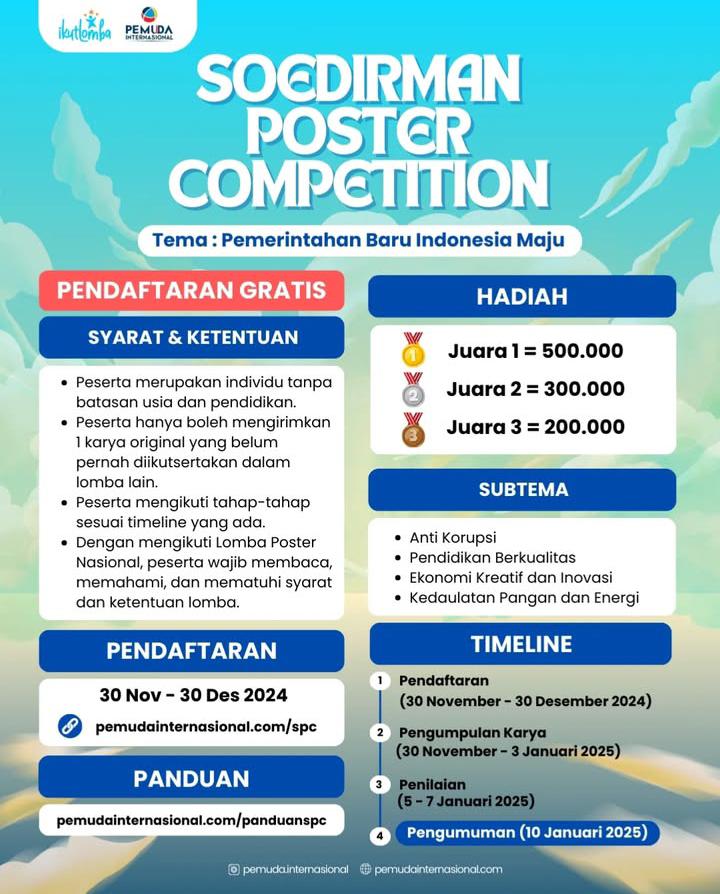 ikutlomba
PEMUDA
INTERNASIONAL
SOEDIRMAN
POSTER
COMPETITION
Tema : Pemerintahan Baru Indonesia Maju
PENDAFTARAN GRATIS
SYARAT & KETENTUAN
• Peserta merupakan individu tanpa
batasan usia dan pendidikan.
• Peserta hanya boleh mengirimkan
1 karya original yang belum
pernah diikutsertakan dalam
lomba lain.
• Peserta mengikuti tahap-tahap
sesuai timeline yang ada.
• Dengan mengikuti Lomba Poster
Nasional, peserta wajib membaca,
memahami, dan mematuhi syarat
dan ketentuan lomba.
PENDAFTARAN
30 Nov - 30 Des 2024
pemudainternasional.com/spc
PANDUAN
pemudainternasional.com/panduanspc
HADIAH
1 Juara 1 = 500.000
2 Juara 2 = 300.000
3 Juara 3 = 200.000
SUBTEMA
• Anti Korupsi
• Pendidikan Berkualitas
• Ekonomi Kreatif dan Inovasi
• Kedaulatan Pangan dan Energi
TIMELINE
1 Pendaftaran
(30 November - 30 Desember 2024)
2 Pengumpulan Karya
(30 November - 3 Januari 2025)
3 Penilaian
(5 - 7 Januari 2025)
4 Pengumuman (10 Januari 2025)
pemuda.internasional pemudainternasional.com